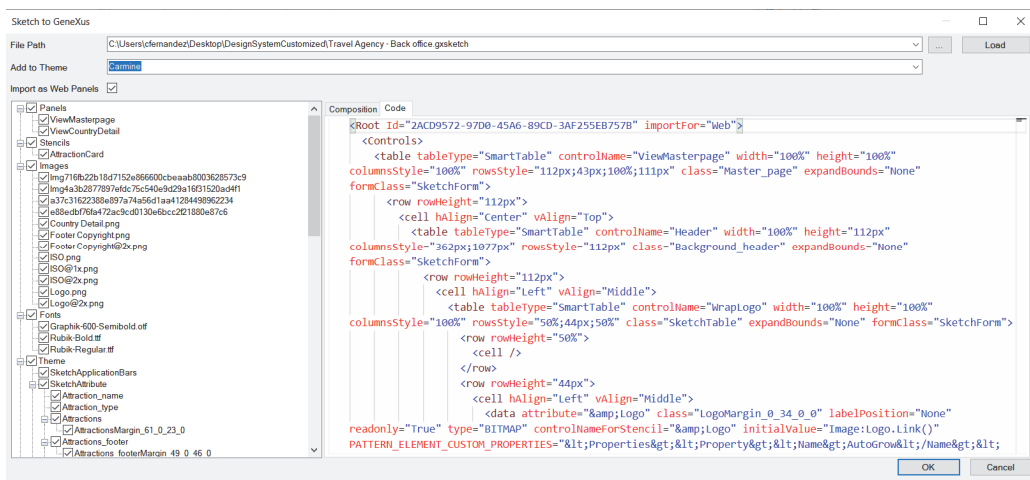 Sketch to GeneXus
File Path
C:\Users\cfernandez\Desktop\DesignSystemCustomized\Travel Agency - Back office.gxsketch
...
Load
Add to Theme
Carmine
Import as Web Panels
Panels
ViewMasterpage
ViewCountryDetail
Stencils
AttractionCard
Images
Img716fb22b18d7152e866600cbeaab8003628573c9
Img4a3b2877897efdc75c540e9d29a16f31520ad4f1
a37c31622388e897a74a56d1aa41284498962234
e88edbf76fa472ac9cd0130e6bcc2f21880e87c6
Country Detail.png
Footer Copyright.png
Footer Copyright@2x.png
ISO.png
ISO@1x.png
ISO@2x.png
Logo.png
Logo@2x.png
Fonts
Graphik-600-Semibold.otf
Rubik-Bold.ttf
Rubik-Regular.ttf
Theme
SketchApplicationBars
SketchAttribute
Attraction_name
Attraction_type
Attractions
AttractionsMargin_61_0_23_0
Attractions_footer
Attractions_footerMargin_49_0_46_0
Composition Code
<Root Id="2ACD9572-97D0-45A6-89CD-3AF255EB757B" importFor="Web">
<Controls>
<table tableType="SmartTable" controlName="ViewMasterpage" width="100%" height="100%"
columnsStyle="100%" rowsStyle="112px;43px;100%;111px" class="Master_page" expandBounds="None"
formClass="SketchForm">
<row rowHeight="112px">
<cell hAlign="Center" vAlign="Top">
<table tableType="SmartTable" controlName="Header" width="100%" height="112px"
columnsStyle="362px;1077px" rowsStyle="112px" class="Background_header" expandBounds="None"
formClass="SketchForm">
<row rowHeight="112px">
<cell hAlign="Left" vAlign="Middle">
<table tableType="SmartTable" controlName="WrapLogo" width="100%" height="100%"
columnsStyle="100%" rowsStyle="50%;44px;50%" class="SketchTable" expandBounds="None" formClass="SketchForm">
<row rowHeight="50%">
<cell />
</row>
<row rowHeight="44px">
<cell hAlign="Left" vAlign="Middle">
<data attribute="&amp;Logo" class="LogoMargin_0_34_0_0" labelPosition="None"
readonly="True" type="BITMAP" controlNameForStencil="&amp;Logo" initialValue="Image:Logo.Link()"
PATTERN_ELEMENT_CUSTOM_PROPERTIES="&lt;Properties&gt;&lt;Property&gt;&lt;Name&gt;AutoGrow&lt;/Name&gt;&lt;
OK
Cancel